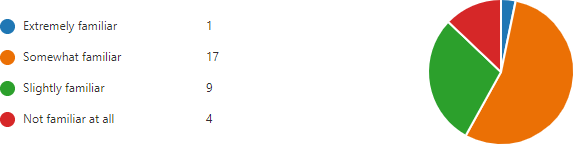 Extremely familiar 1
Somewhat familiar 17
Slightly familiar 9
Not familiar at all 4